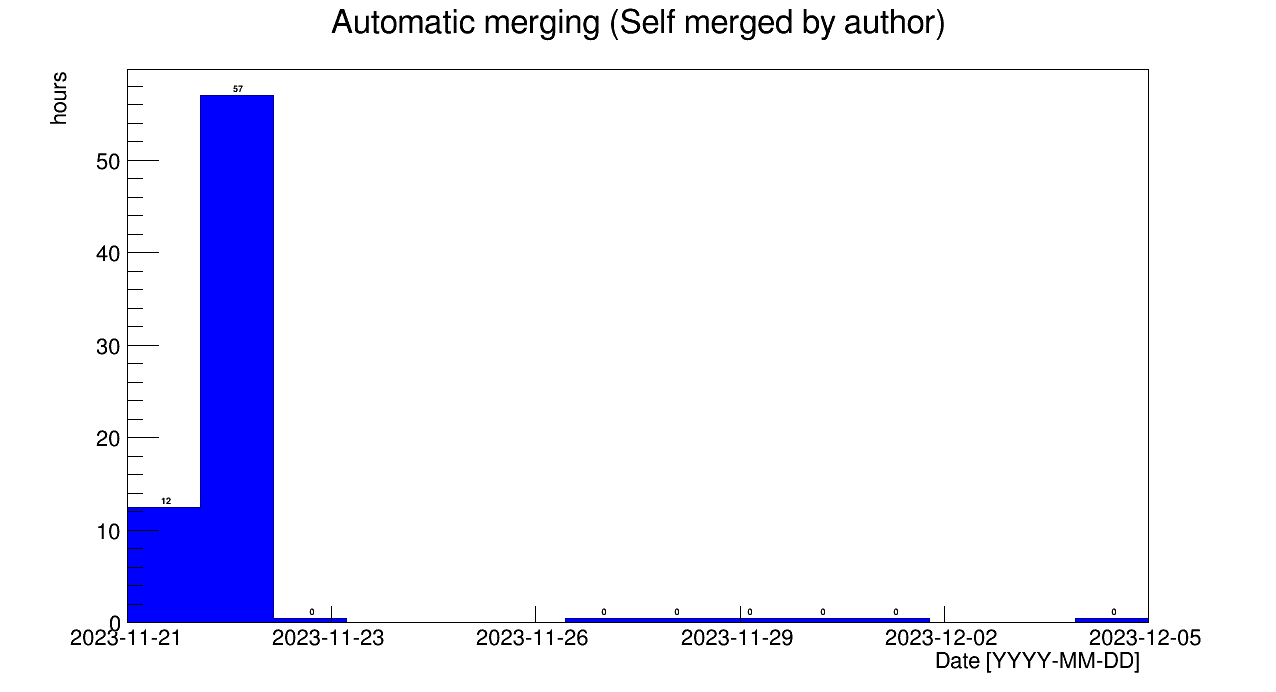 Automatic merging (Self merged by author)
hours
57
50
40
30
20
12
10
0
0 0 0 0 0 0 0
2023-11-21 2023-11-23 2023-11-26 2023-11-29 2023-12-02 2023-12-05
Date [YYYY-MM-DD]